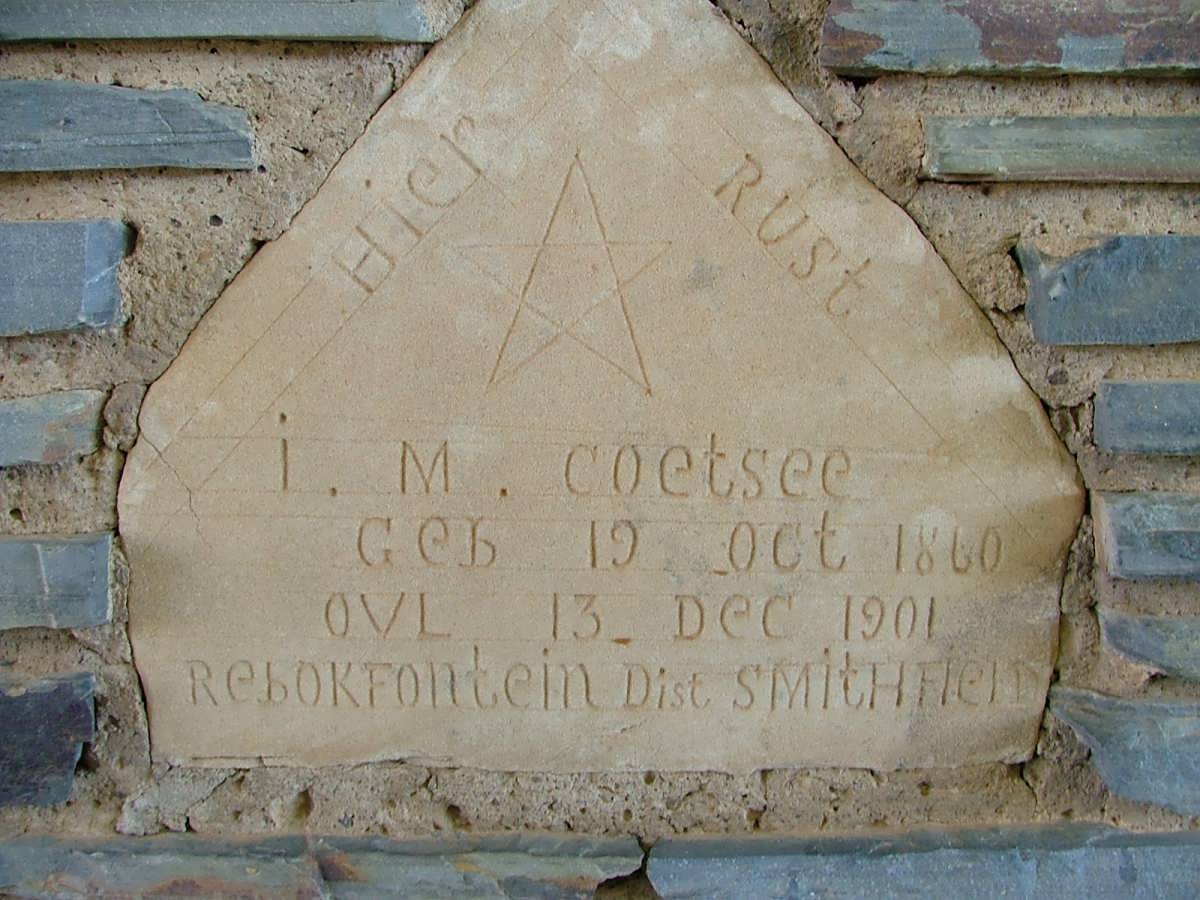 Hier Rust
i. M. Coetsee
Geb 19 Oct 1860
OVL 13 Dec 1901
RebOKFontein Dist SMitHField